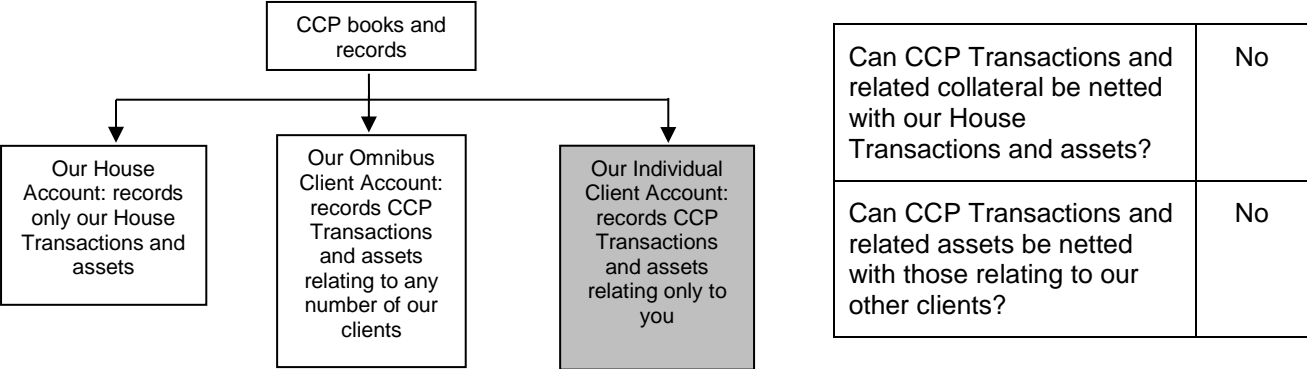 CCP books and
records
Our House
Account: records
only our House
Transactions and
assets
Our Omnibus
Client Account:
records CCP
Transactions
and assets
relating to any
number of our
clients
Our Individual
Client Account:
records CCP
Transactions
and assets
relating only to
you
Can CCP Transactions and
related collateral be netted
with our House
Transactions and assets?
No
Can CCP Transactions and
related assets be netted
with those relating to our
other clients?
No